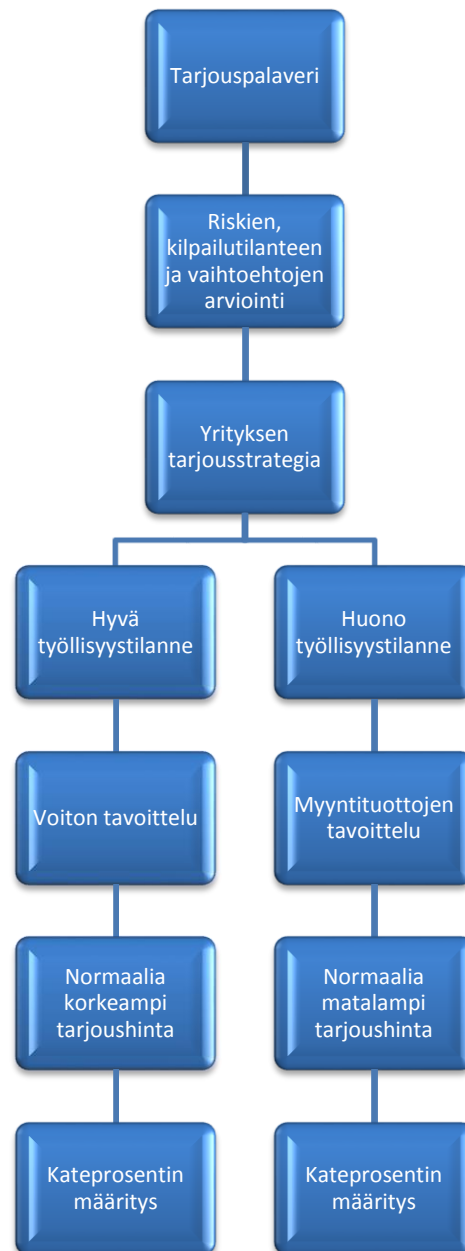 Tarjouspalaveri
Riskien,
kilpailutilanteen
ja vaihtoehtojen
arviointi
Yrityksen
tarjousstrategia
Hyvä
työllisyystilanne
Huono
työllisyystilanne
Voiton tavoittelu
Myyntituottojen
tavoittelu
Normaalia
korkeampi
tarjoushinta
Normaalia
matalampi
tarjoushinta
Kateprosentin
määritys
Kateprosentin
määritys